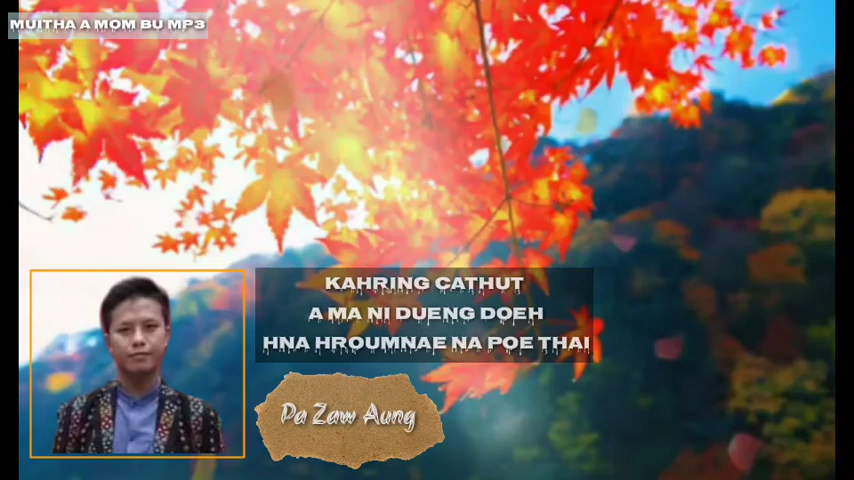 MUITHA A MOM BU MP3
KAHRING CATHUT
A MA NI DUENG DOEH
HNA HROUMNAE NA POE THAI
Pa Zaw Aung